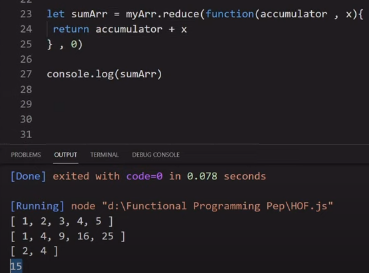 23 let sumArr = myArr.reduce(function(accumulator , x){
24 return accumulator + x
25 } , 0)
26
27 console.log(sumArr)
28
29
30
31
PROBLEMS OUTPUT TERMINAL DEBUG CONSOLE
[Done] exited with code=0 in 0.078 seconds
[Running] node "d:\Functional Programming Pep\HOF.js"
[ 1, 2, 3, 4, 5 ]
[ 1, 4, 9, 16, 25 ]
[ 2, 4 ]
15